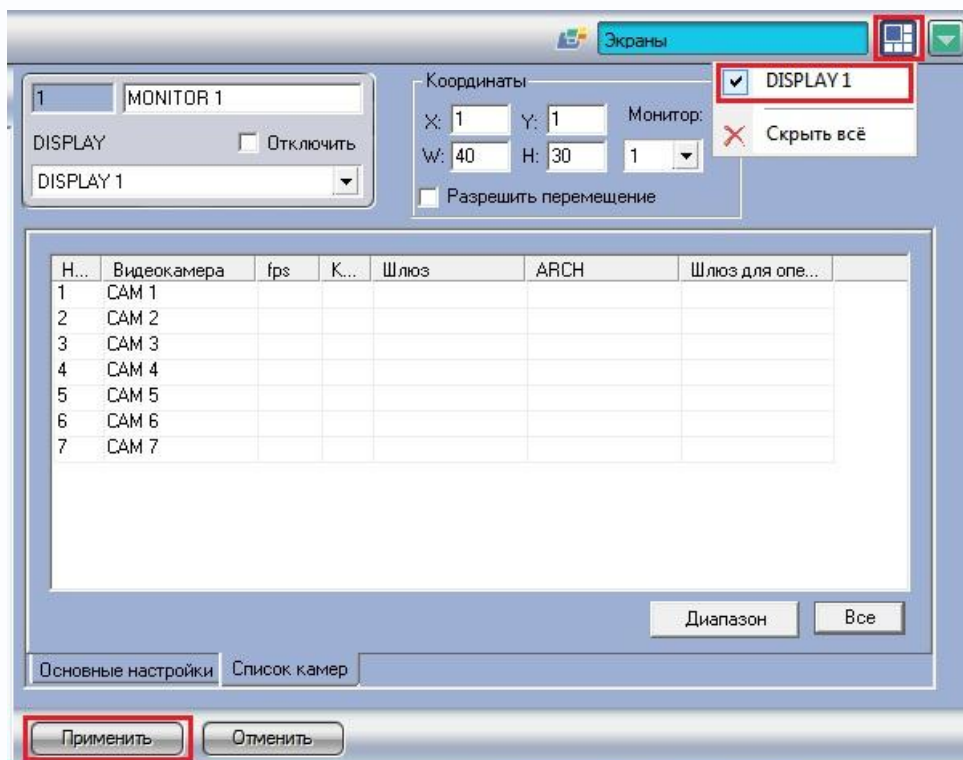 Экраны
DISPLAY 1
Скрыть всё
1 MONITOR 1
DISPLAY Отключить
DISPLAY 1
Координаты
X: 1 Y: 1 Монитор:
W: 40 H: 30 1
Разрешить перемещение
Н... Видеокамера fps К... Шлюз ARCH Шлюз для опе...
1 CAM 1
2 CAM 2
3 CAM 3
4 CAM 4
5 CAM 5
6 CAM 6
7 CAM 7
Диапазон Все
Основные настройки Список камер
Применить Отменить